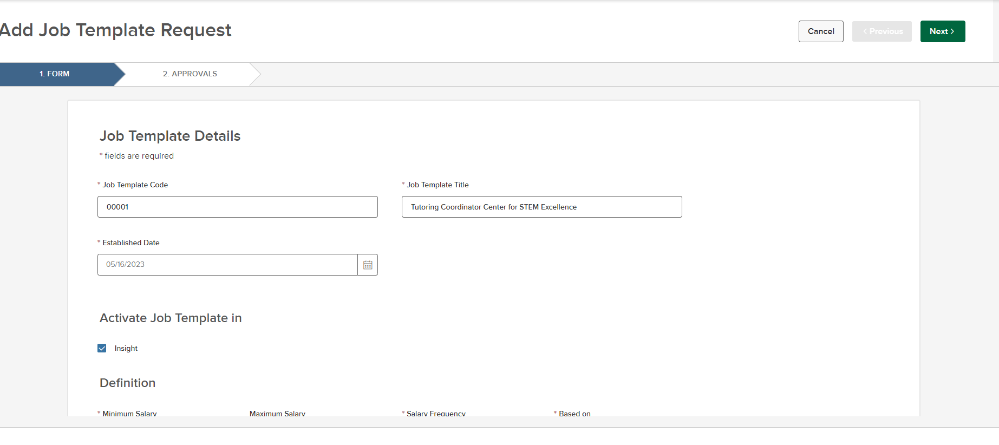 Add Job Template Request
Cancel
< Previous
Next >
1. FORM
2. APPROVALS
Job Template Details
* fields are required
* Job Template Code
* Job Template Title
00001
Tutoring Coordinator Center for STEM Excellence
* Established Date
05/16/2023
Activate Job Template in
Insight
Definition
* Minimum Salary
Maximum Salary
* Salary Frequency
* Based on